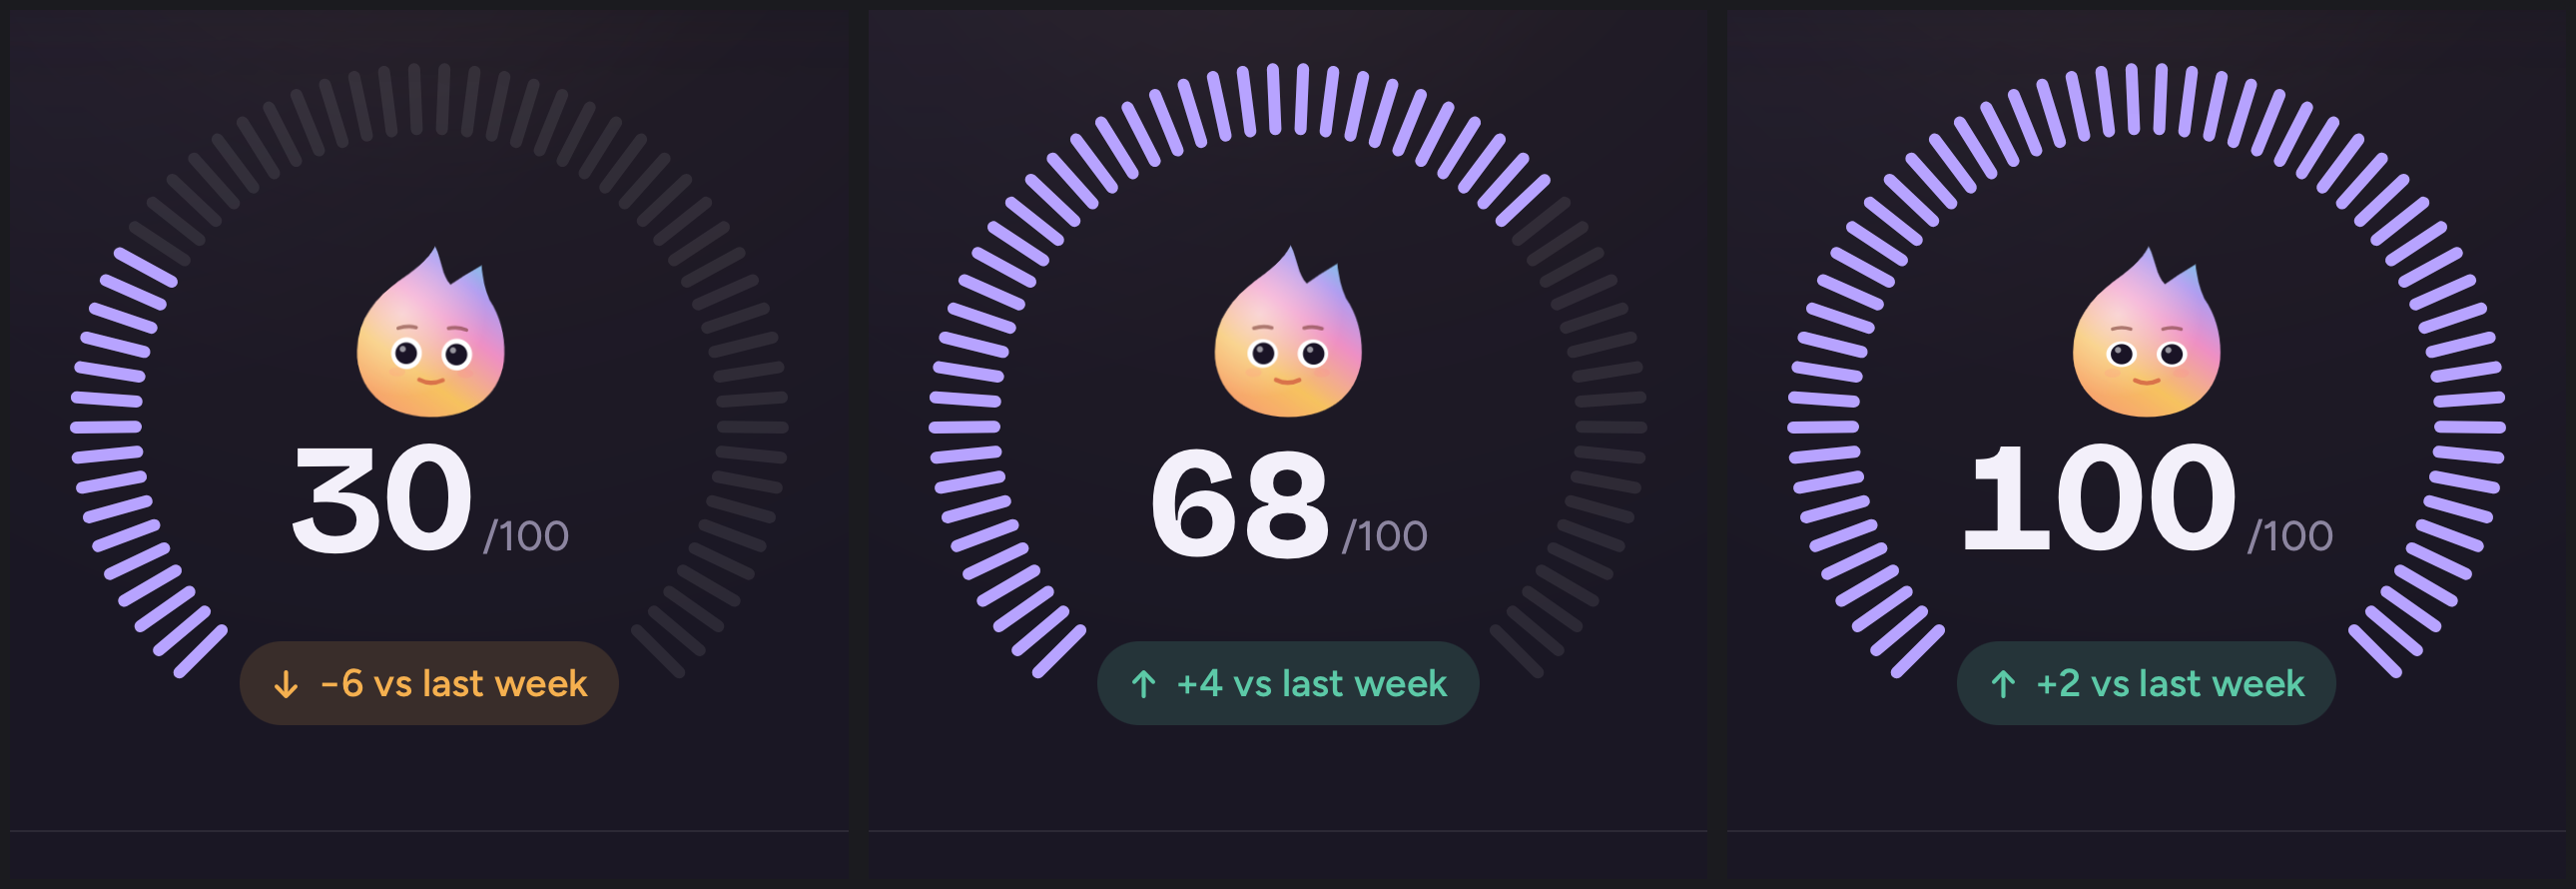 30 /100
↓ -6 vs last week
68 /100
↑ +4 vs last week
100 /100
↑ +2 vs last week